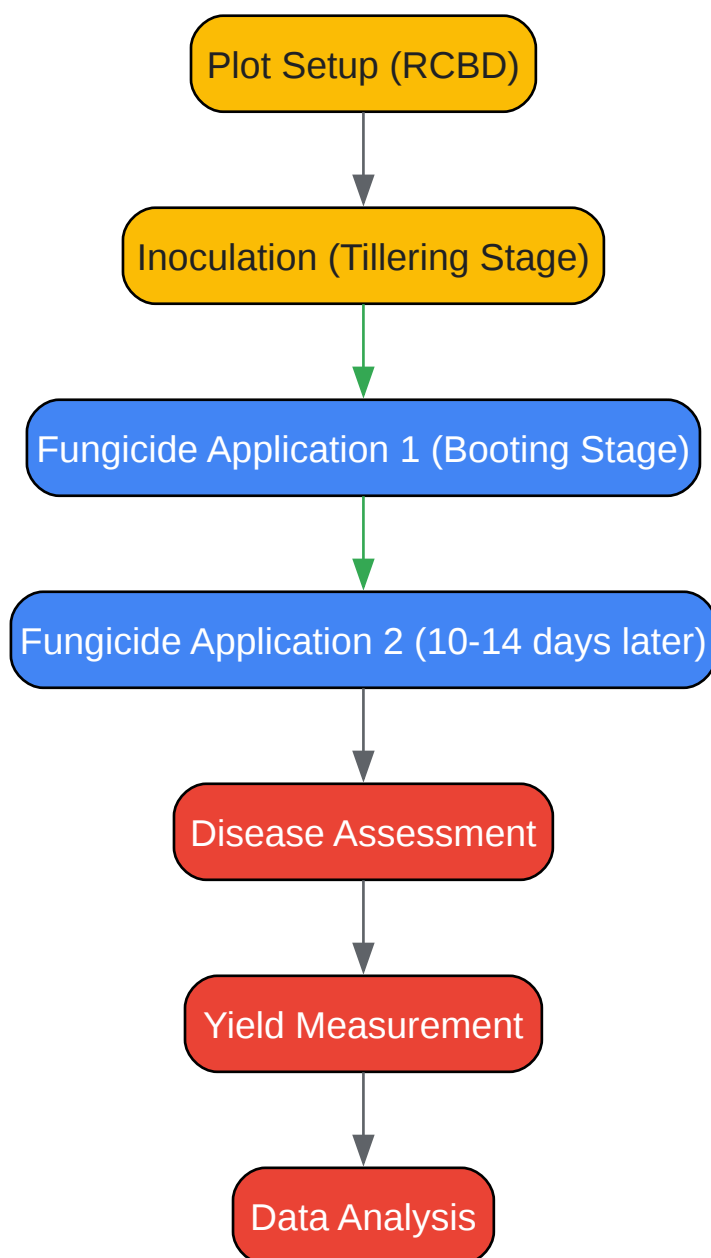 Plot Setup (RCBD)
Inoculation (Tillering Stage)
Fungicide Application 1 (Booting Stage)
Fungicide Application 2 (10-14 days later)
Disease Assessment
Yield Measurement
Data Analysis